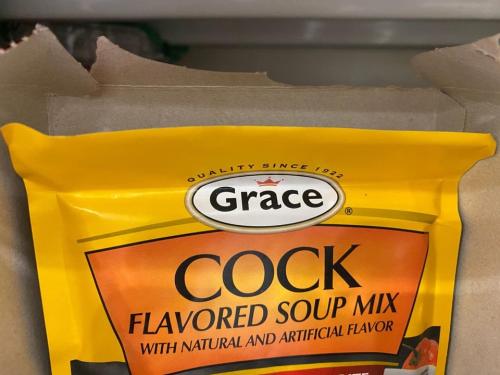 QUALITY SINCE 1922
Grace
®
COCK
FLAVORED SOUP MIX
WITH NATURAL AND ARTIFICIAL FLAVOR